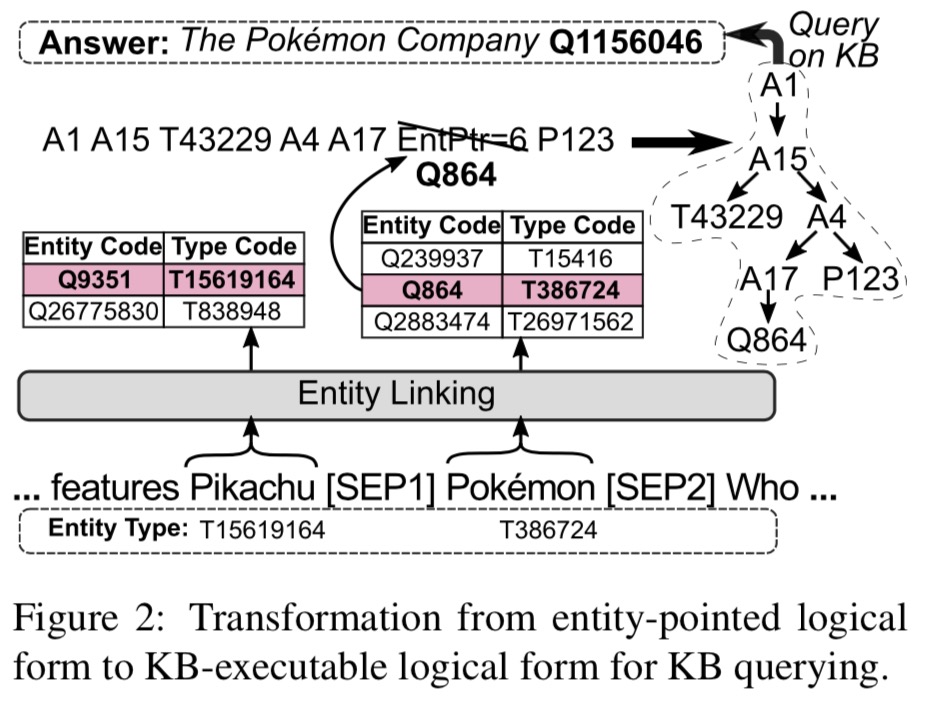 Answer: The Pokémon Company Q1156046
Query
on KB
A1
A1 A15 T43229 A4 A17 EntPtr=6 P123
Q864
A15
T43229 A4
A17 P123
Q864
Entity Code Type Code
Q9351 T15619164
Q26775830 T838948
Entity Code Type Code
Q239937 T15416
Q864 T386724
Q2883474 T26971562
Entity Linking
... features Pikachu [SEP1] Pokémon [SEP2] Who ...
Entity Type: T15619164 T386724
Figure 2: Transformation from entity-pointed logical
form to KB-executable logical form for KB querying.